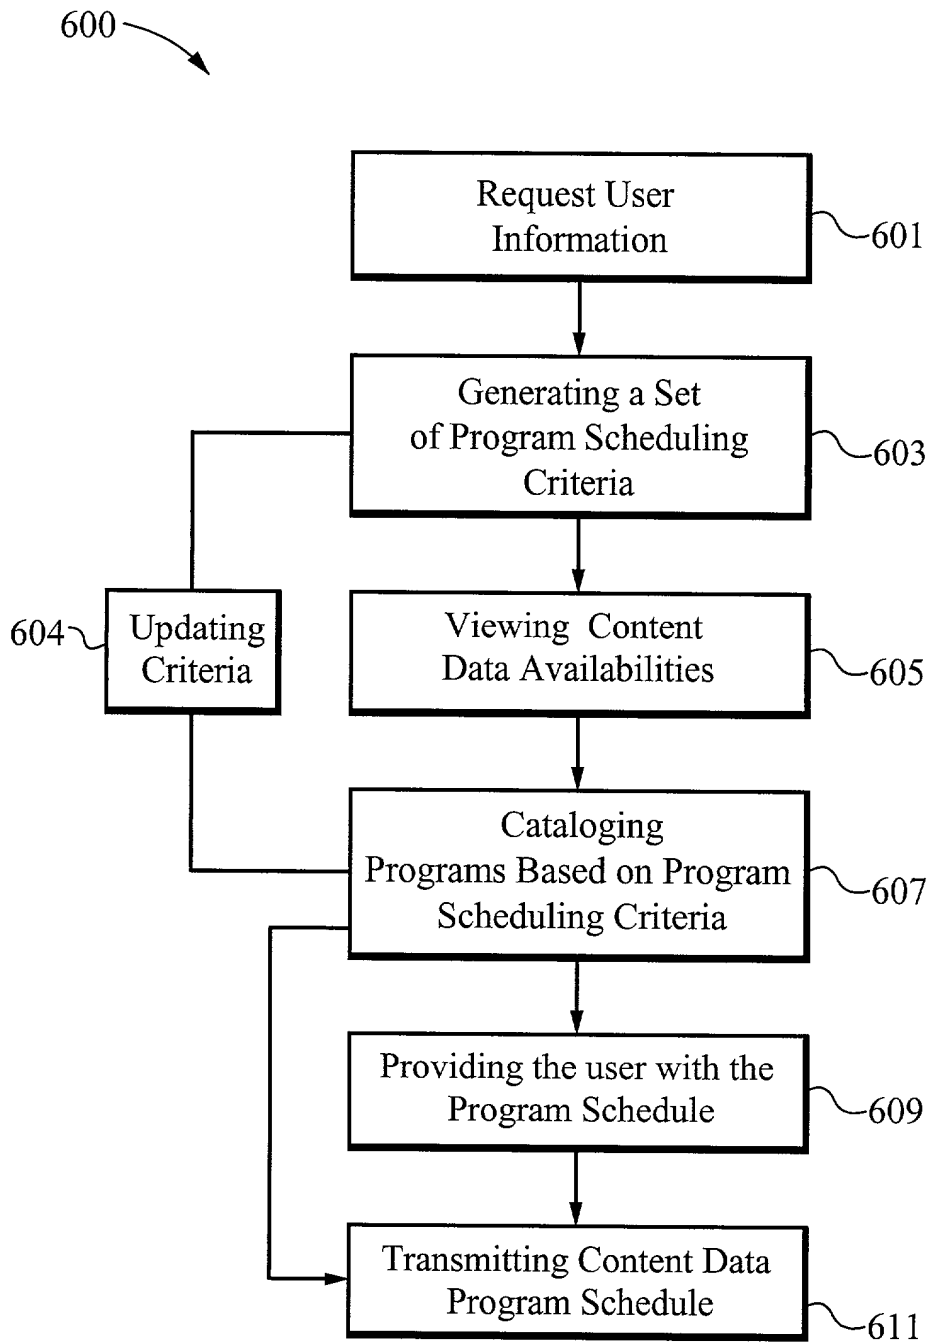 600
Request User
Information
601
Generating a Set
of Program Scheduling
Criteria
603
604
Updating
Criteria
Viewing Content
Data Availabilities
605
Cataloging
Programs Based on Program
Scheduling Criteria
607
Providing the user with the
Program Schedule
609
Transmitting Content Data
Program Schedule
611